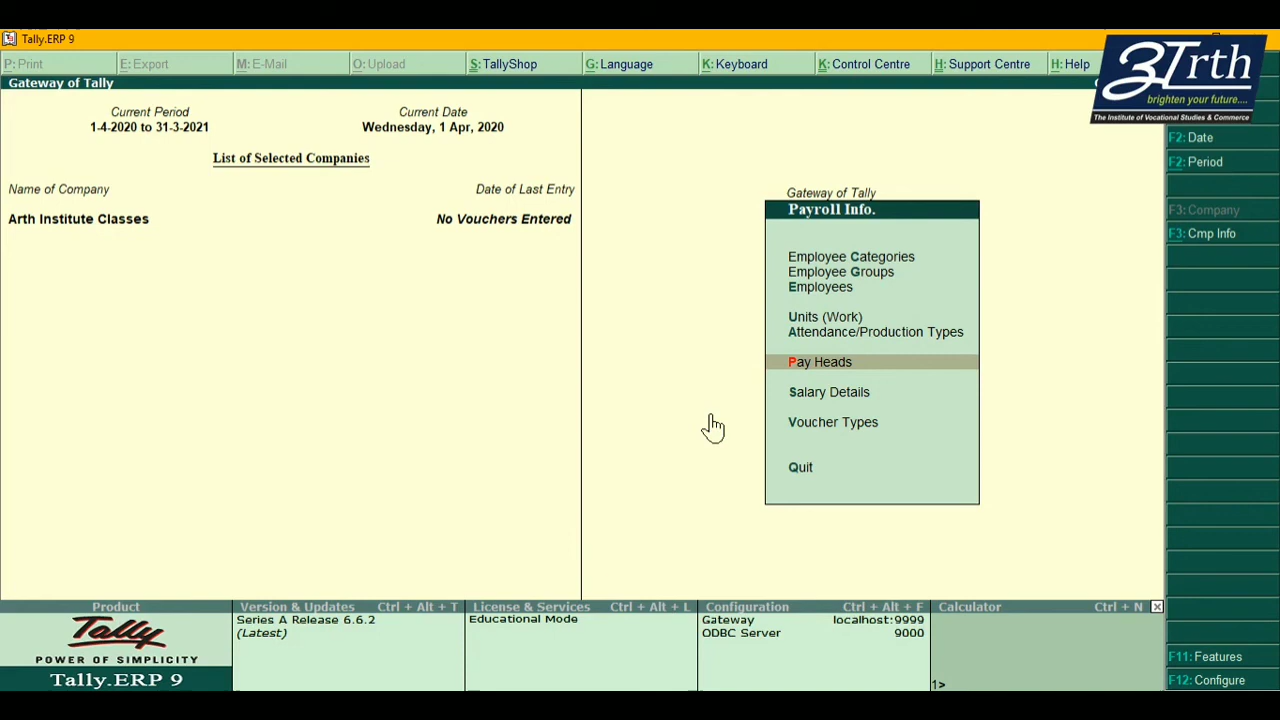 Tally.ERP 9
P: Print
E: Export
M: E-Mail
O: Upload
S: TallyShop
G: Language
K: Keyboard
K: Control Centre
H: Support Centre
H: Help
Gateway of Tally
Current Period
Current Date
1-4-2020 to 31-3-2021
Wednesday, 1 Apr, 2020
List of Selected Companies
Name of Company
Date of Last Entry
Arth Institute Classes
No Vouchers Entered
Gateway of Tally
Payroll Info.
Employee Categories
Employee Groups
Employees
Units (Work)
Attendance/Production Types
Pay Heads
Salary Details
Voucher Types
Quit
brighten your future....
The Institute of Vocational Studies & Commerce
F2: Date
F2: Period
F3: Company
F3: Cmp Info
F11: Features
F12: Configure
Product
Tally
POWER OF SIMPLICITY
Tally.ERP 9
Version & Updates Ctrl + Alt + T
Series A Release 6.6.2
(Latest)
License & Services Ctrl + Alt + L
Educational Mode
Configuration Ctrl + Alt + F
Gateway localhost:9999
ODBC Server 9000
Calculator Ctrl + N
1>